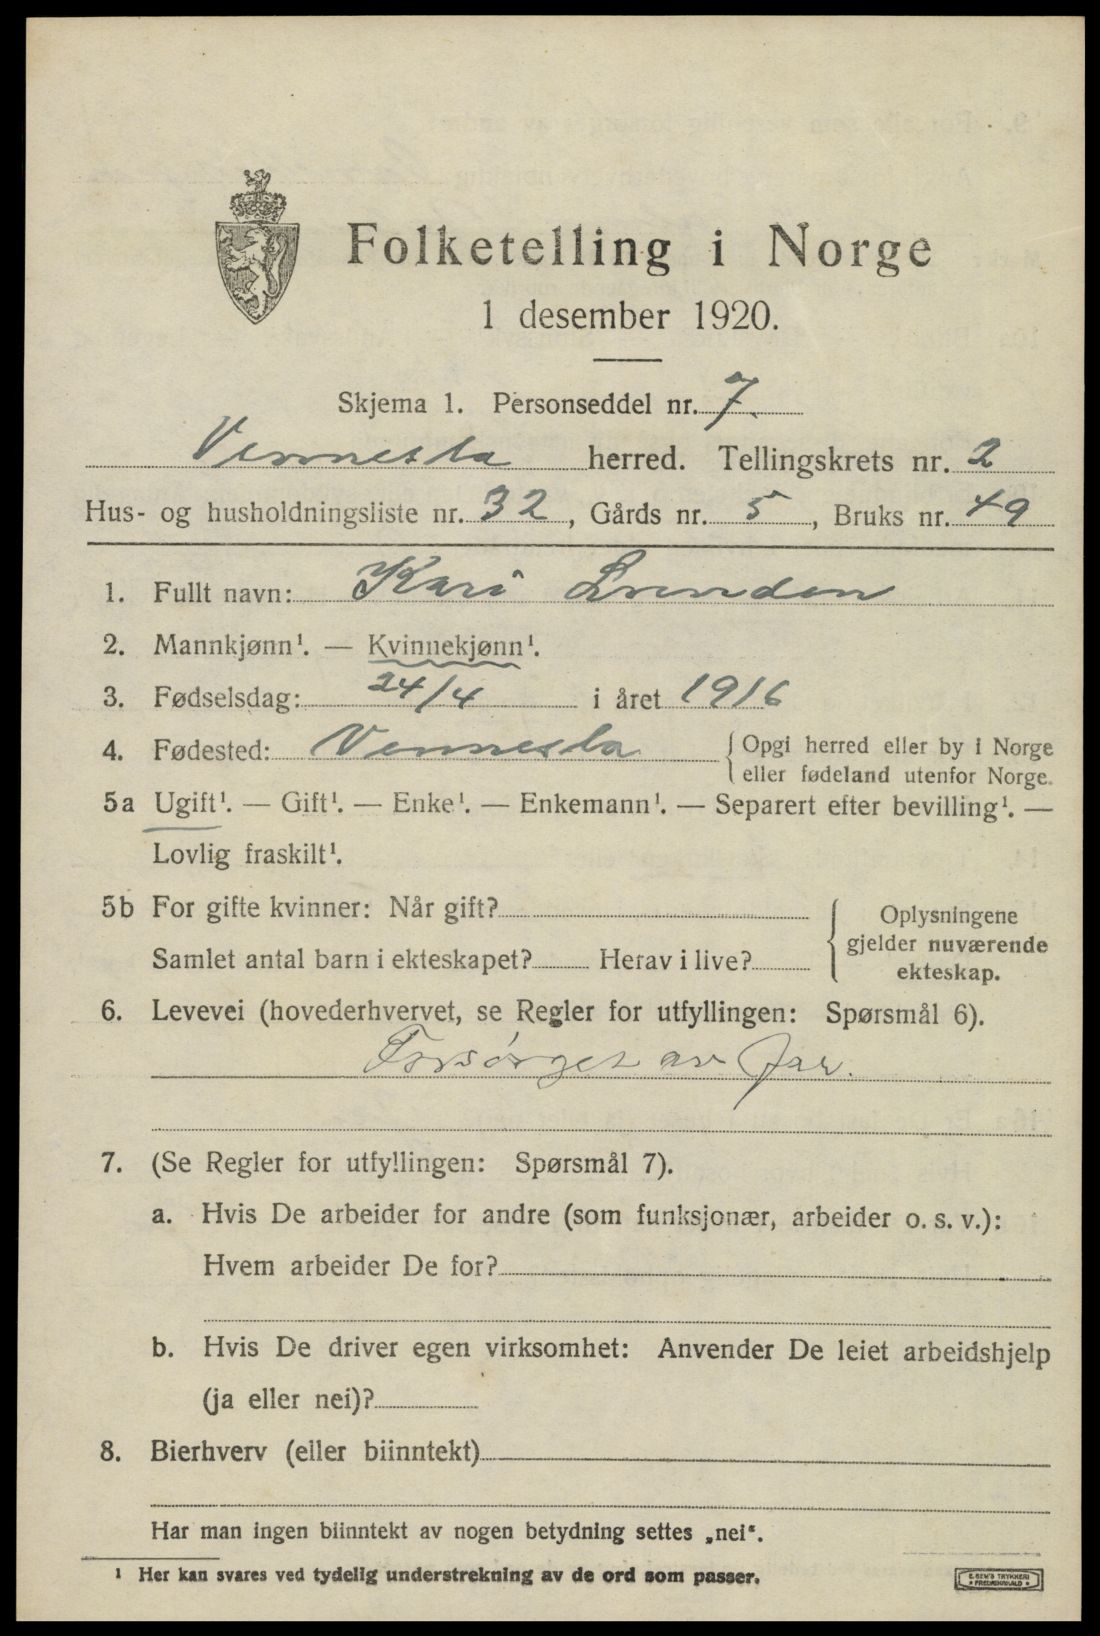 Folketelling i Norge
1 desember 1920.
Skjema 1. Personseddel nr. 7.
Vennesla herred. Tellingskrets nr. 2
Hus- og husholdningsliste nr. 32, Gårds nr. 5, Bruks nr. 49
1. Fullt navn: Kari
2. Mannkjønn¹. — Kvinnekjønn¹.
3. Fødselsdag: 24/4 i året 1916
4. Fødested: Vennesla { Opgi herred eller by i Norge
eller fødeland utenfor Norge.
5a Ugift¹. — Gift¹. — Enke¹. — Enkemann¹. — Separert efter bevilling¹. —
Lovlig fraskilt¹.
5b For gifte kvinner: Når gift? { Oplysningene
gjelder nuværende
Samlet antal barn i ekteskapet? Herav i live?
ekteskap.
6. Levevei (hovederhvervet, se Regler for utfyllingen: Spørsmål 6).
Forsørget av far.
7. (Se Regler for utfyllingen: Spørsmål 7).
a. Hvis De arbeider for andre (som funksjonær, arbeider o. s. v.):
Hvem arbeider De for?
b. Hvis De driver egen virksomhet: Anvender De leiet arbeidshjelp
(ja eller nei)?
8. Bierhverv (eller biinntekt)
Har man ingen biinntekt av nogen betydning settes „nei“.
¹ Her kan svares ved tydelig understrekning av de ord som passer.